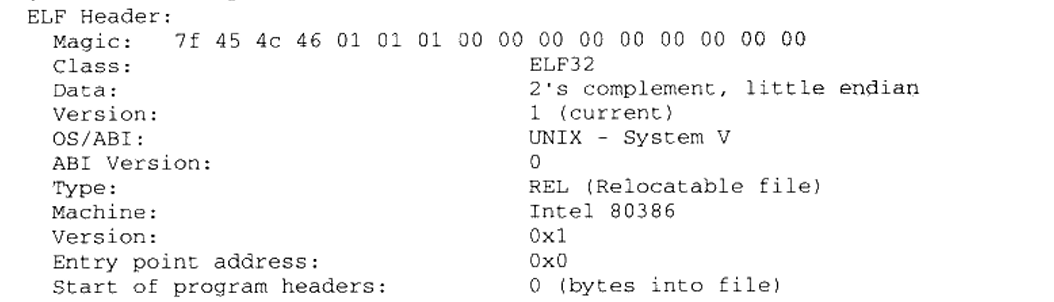 ELF Header:
Magic: 7f 45 4c 46 01 01 01 00 00 00 00 00 00 00 00 00
Class: ELF32
Data: 2's complement, little endian
Version: 1 (current)
OS/ABI: UNIX - System V
ABI Version: 0
Type: REL (Relocatable file)
Machine: Intel 80386
Version: 0x1
Entry point address: 0x0
Start of program headers: 0 (bytes into file)